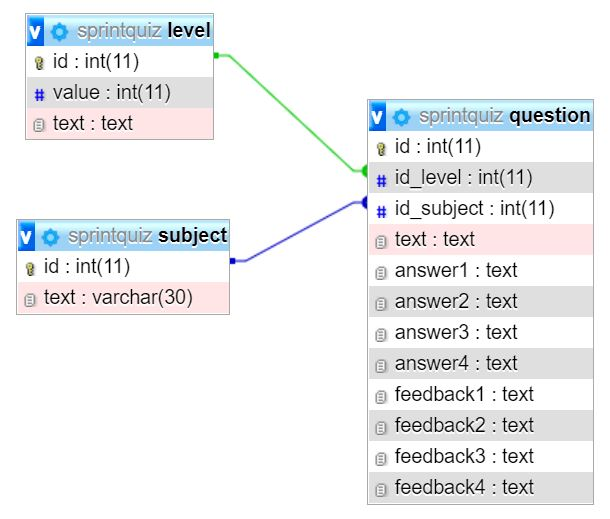 v sprintquiz level
id : int(11)
# value : int(11)
text : text
v sprintquiz subject
id : int(11)
text : varchar(30)
v sprintquiz question
id : int(11)
# id_level : int(11)
# id_subject : int(11)
text : text
answer1 : text
answer2 : text
answer3 : text
answer4 : text
feedback1 : text
feedback2 : text
feedback3 : text
feedback4 : text